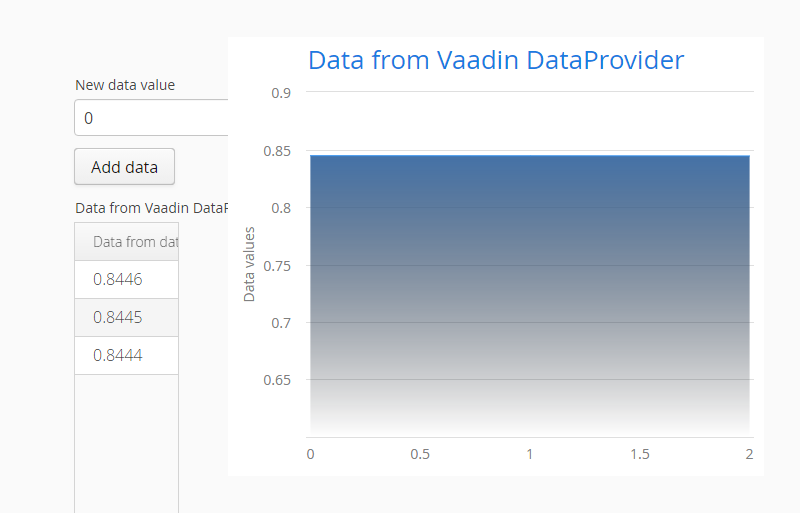 New data value
0
Add data
Data from Vaadin DataP
Data from dat
0.8446
0.8445
0.8444
Data from Vaadin DataProvider
Data values
0.9
0.85
0.8
0.75
0.7
0.65
0 0.5 1 1.5 2